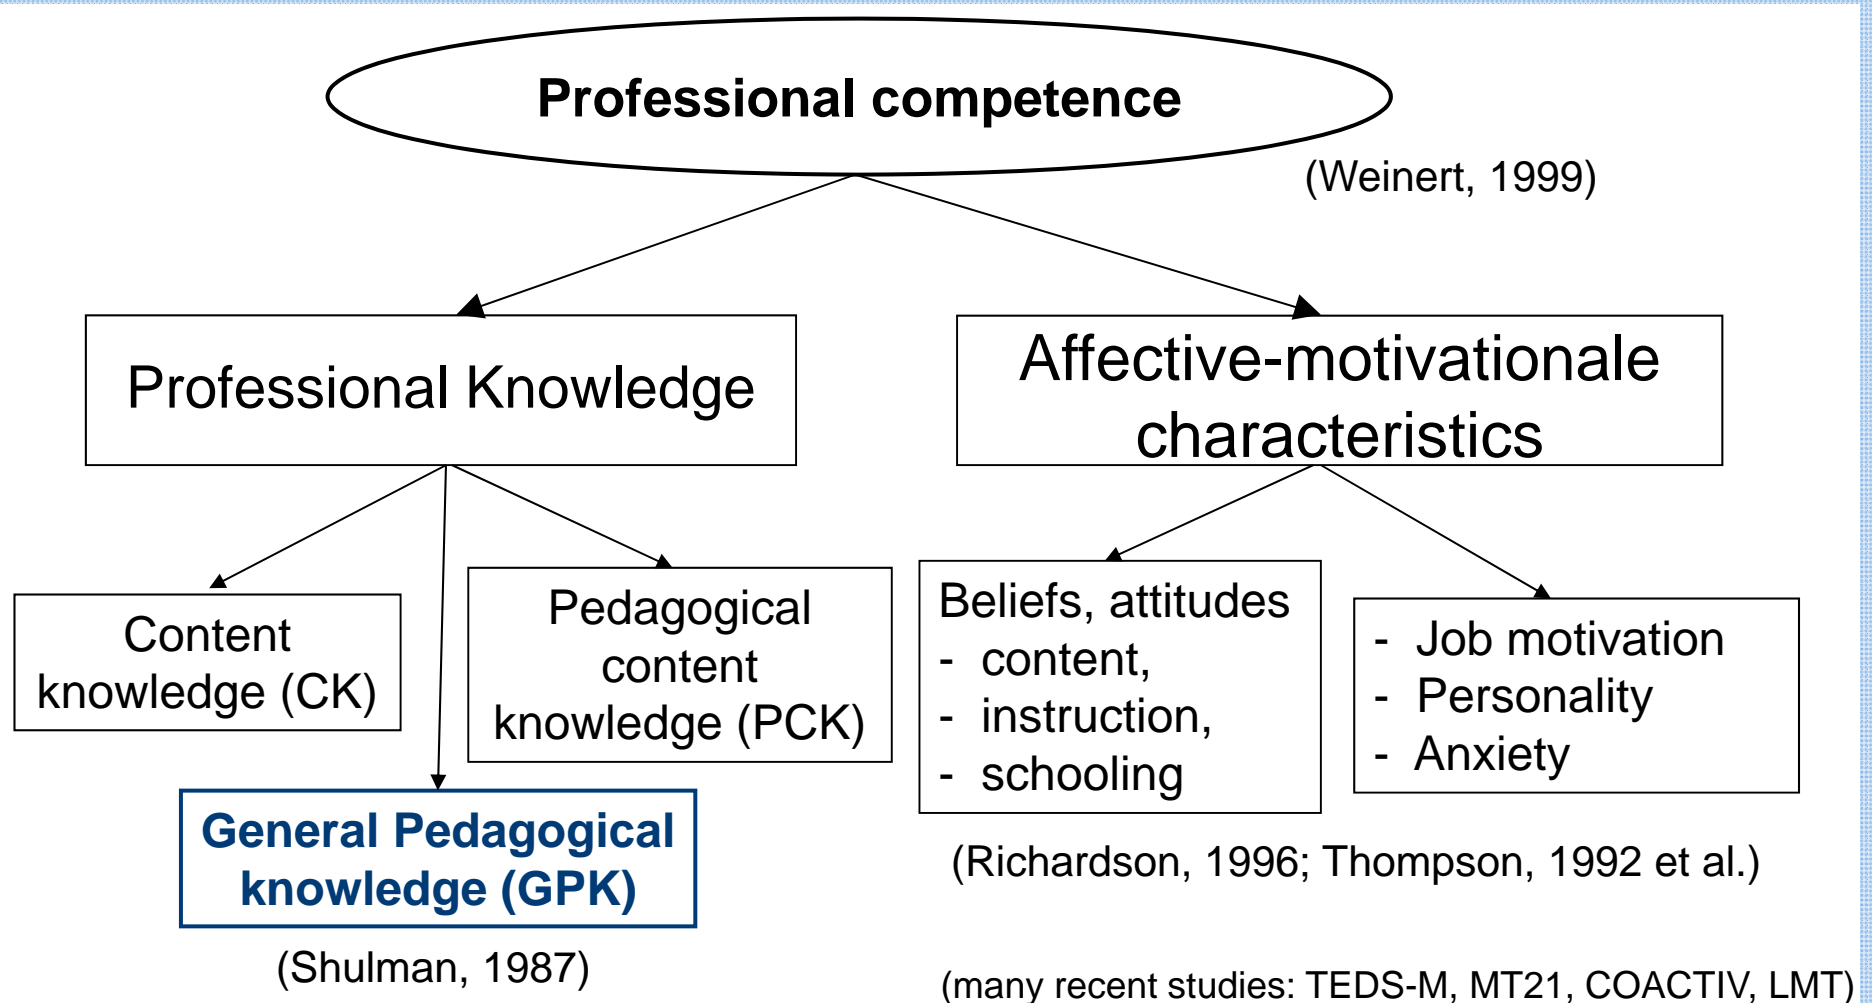 Professional competence
(Weinert, 1999)
Professional Knowledge
Affective-motivationale
characteristics
Content
knowledge (CK)
Pedagogical
content
knowledge (PCK)
General Pedagogical
knowledge (GPK)
(Shulman, 1987)
Beliefs, attitudes
- content,
- instruction,
- schooling
- Job motivation
- Personality
- Anxiety
(Richardson, 1996; Thompson, 1992 et al.)
(many recent studies: TEDS-M, MT21, COACTIV, LMT)